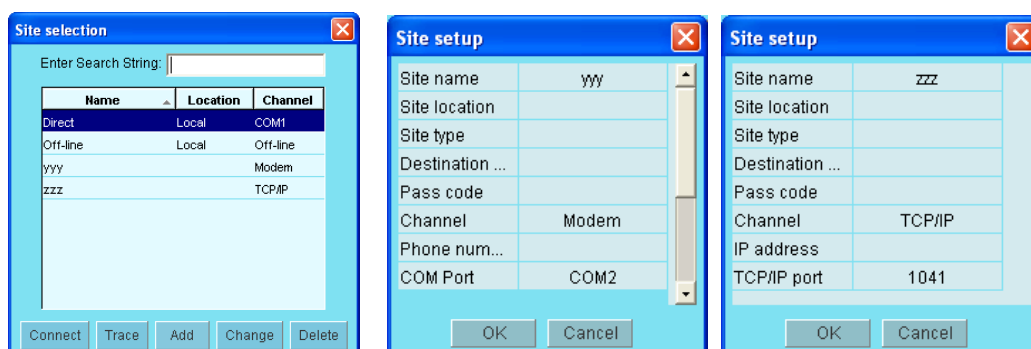 Site selection
Enter Search String:
Name Location Channel
Direct Local COM1
Off-line Local Off-line
yyy Modem
zzz TCP/IP
Connect Trace Add Change Delete
Site setup
Site name yyy
Site location
Site type
Destination ...
Pass code
Channel Modem
Phone num...
COM Port COM2
OK Cancel
Site setup
Site name zzz
Site location
Site type
Destination ...
Pass code
Channel TCP/IP
IP address
TCP/IP port 1041
OK Cancel